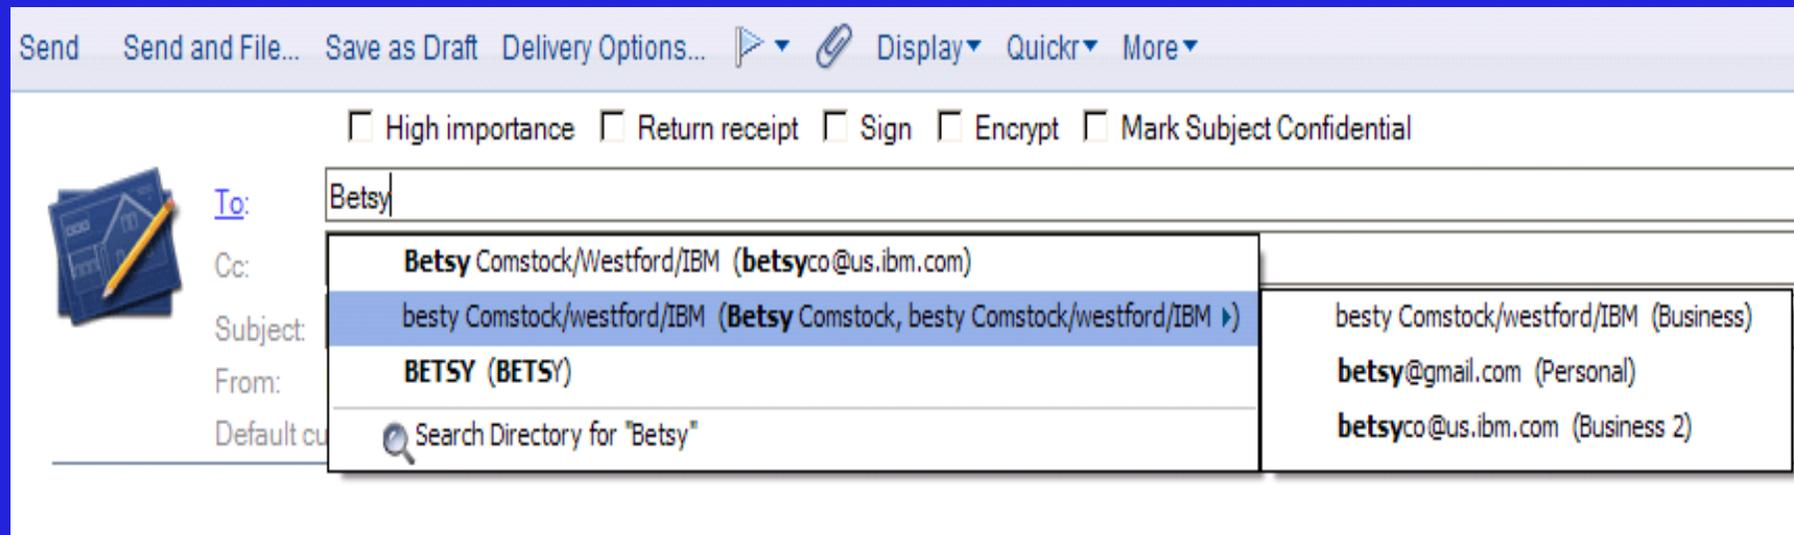 Send Send and File... Save as Draft Delivery Options... Display Quickr More
High importance Return receipt Sign Encrypt Mark Subject Confidential
To: Betsy
Cc:
Betsy Comstock/Westford/IBM (betsyco@us.ibm.com)
besty Comstock/westford/IBM (Betsy Comstock, besty Comstock/westford/IBM)
besty Comstock/westford/IBM (Business)
Subject:
BETSY (BETSY)
betsy@gmail.com (Personal)
From:
Default cu
Search Directory for "Betsy"
betsyco@us.ibm.com (Business 2)